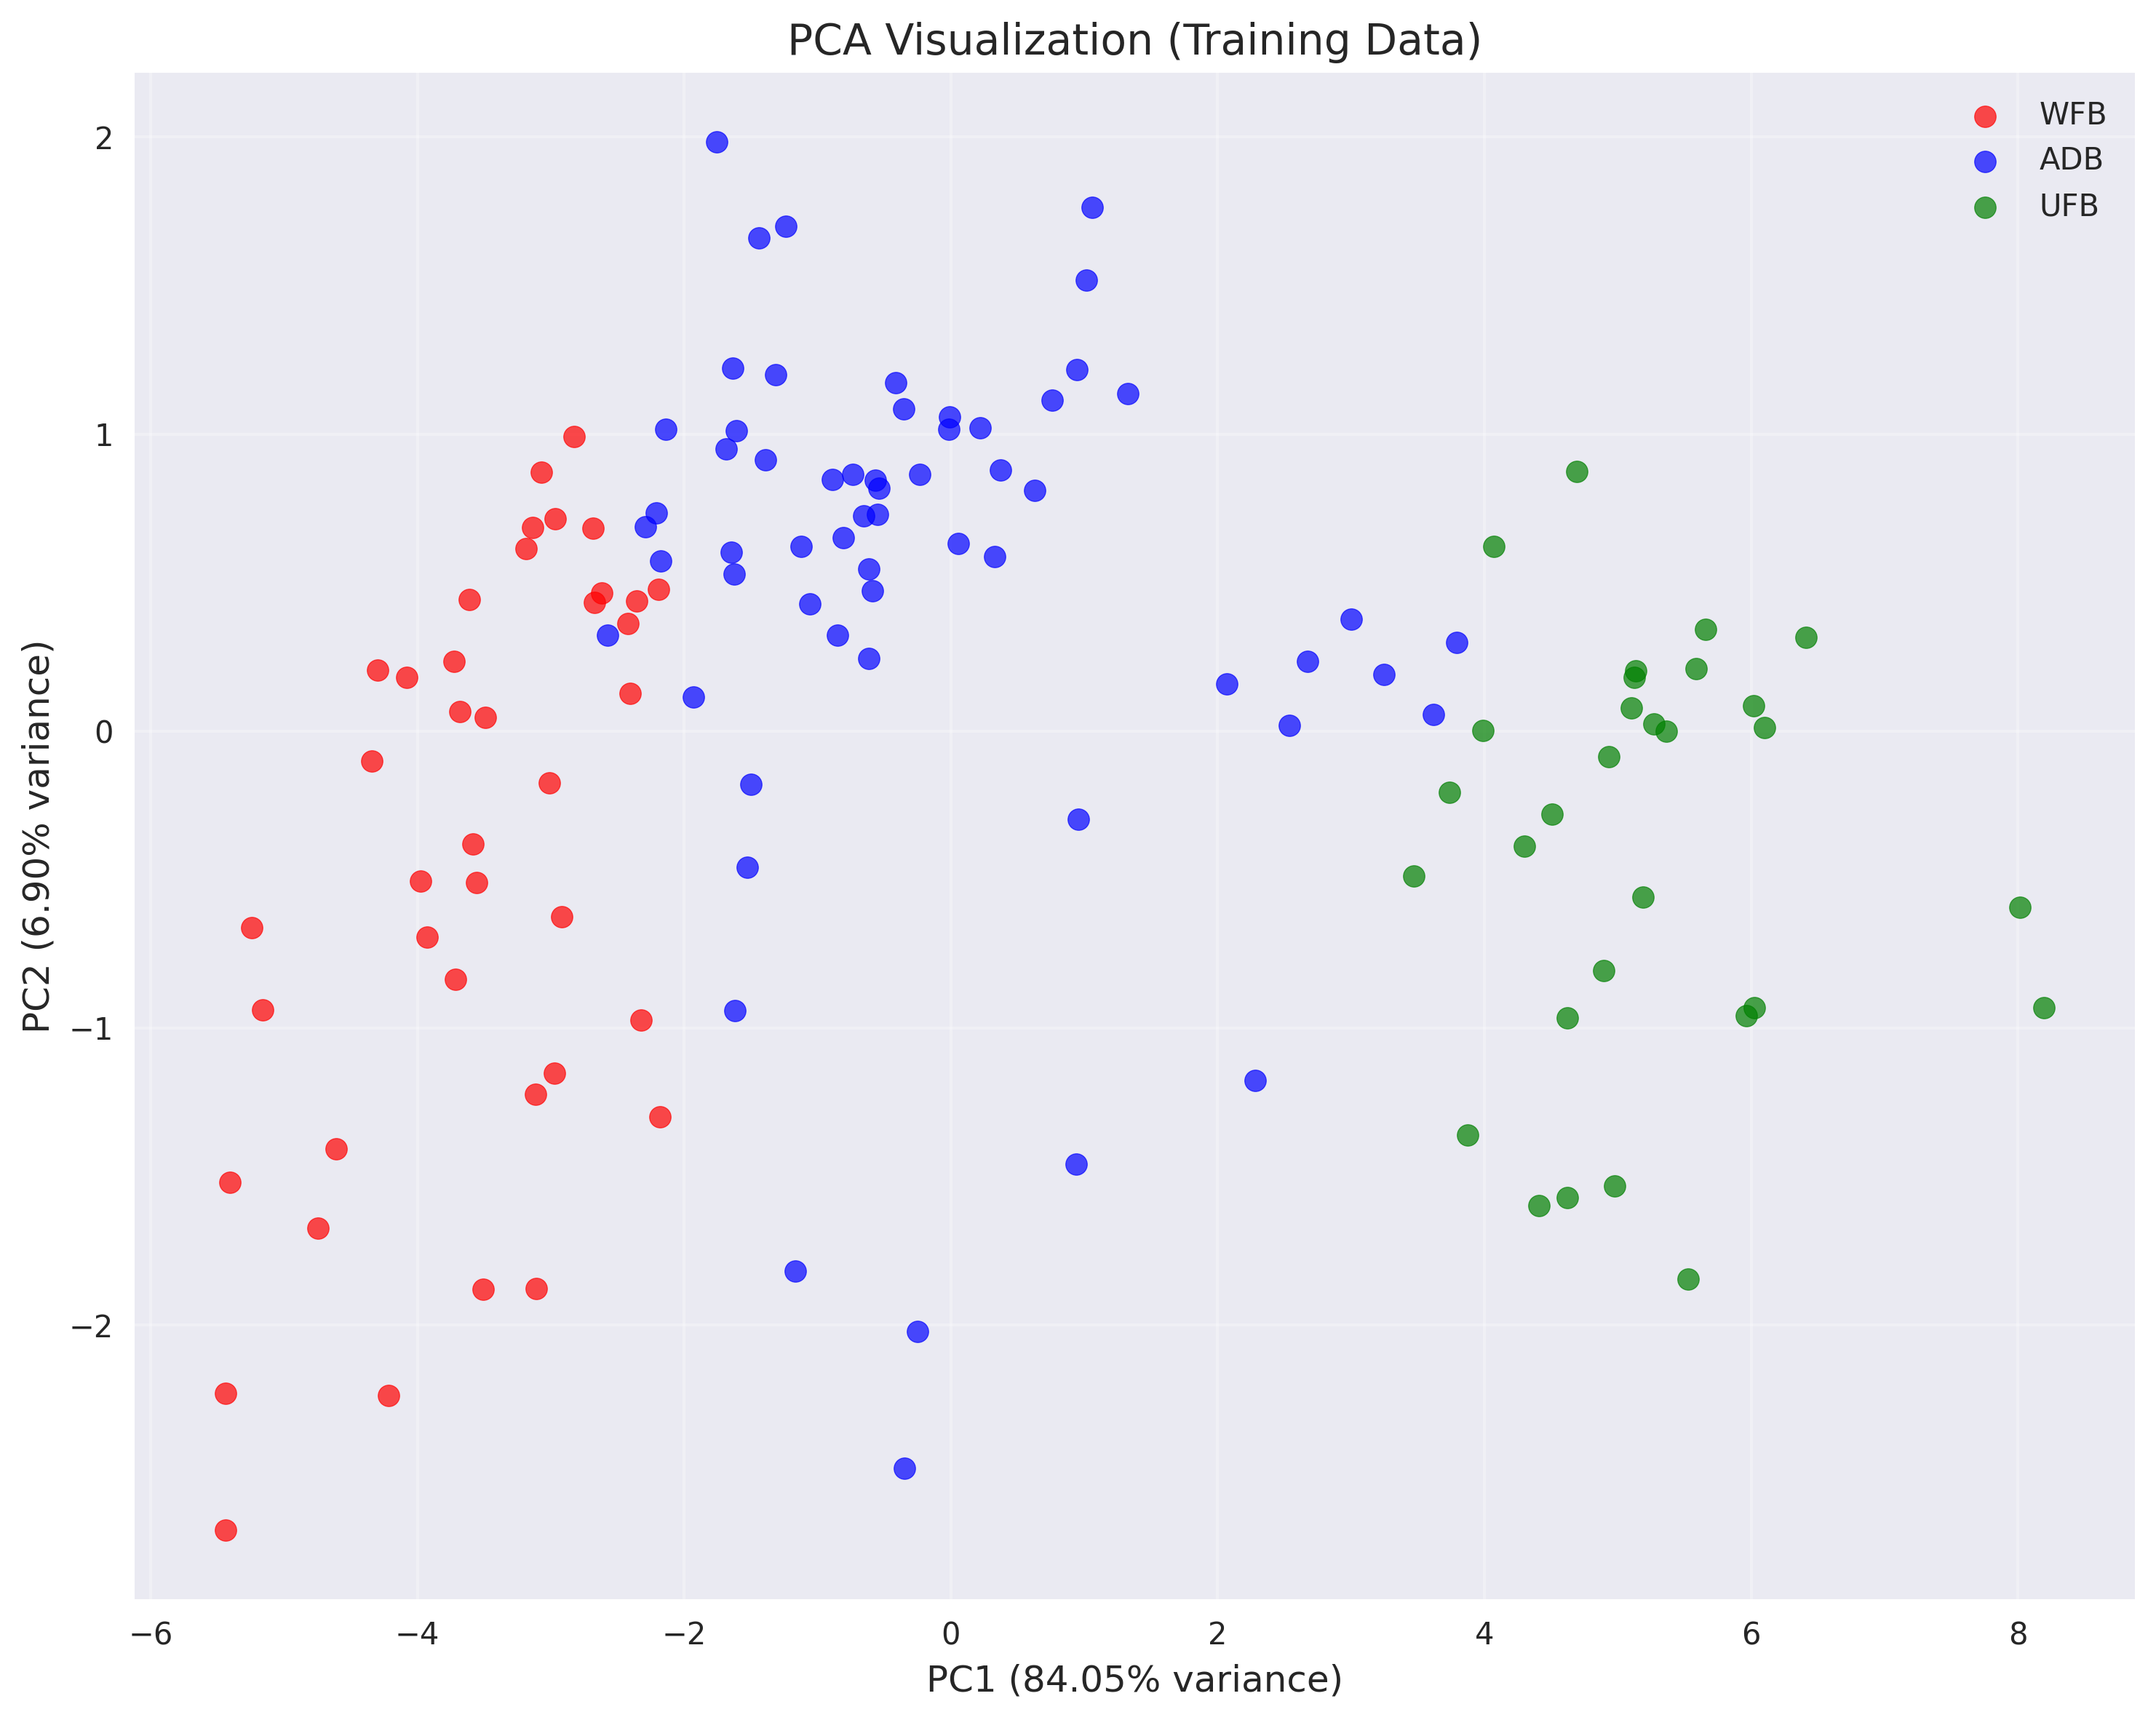 PCA Visualization (Training Data)
WFB
ADB
UFB
PC2 (6.90% variance)
2
1
0
−1
−2
−6
−4
−2
0
2
4
6
8
PC1 (84.05% variance)